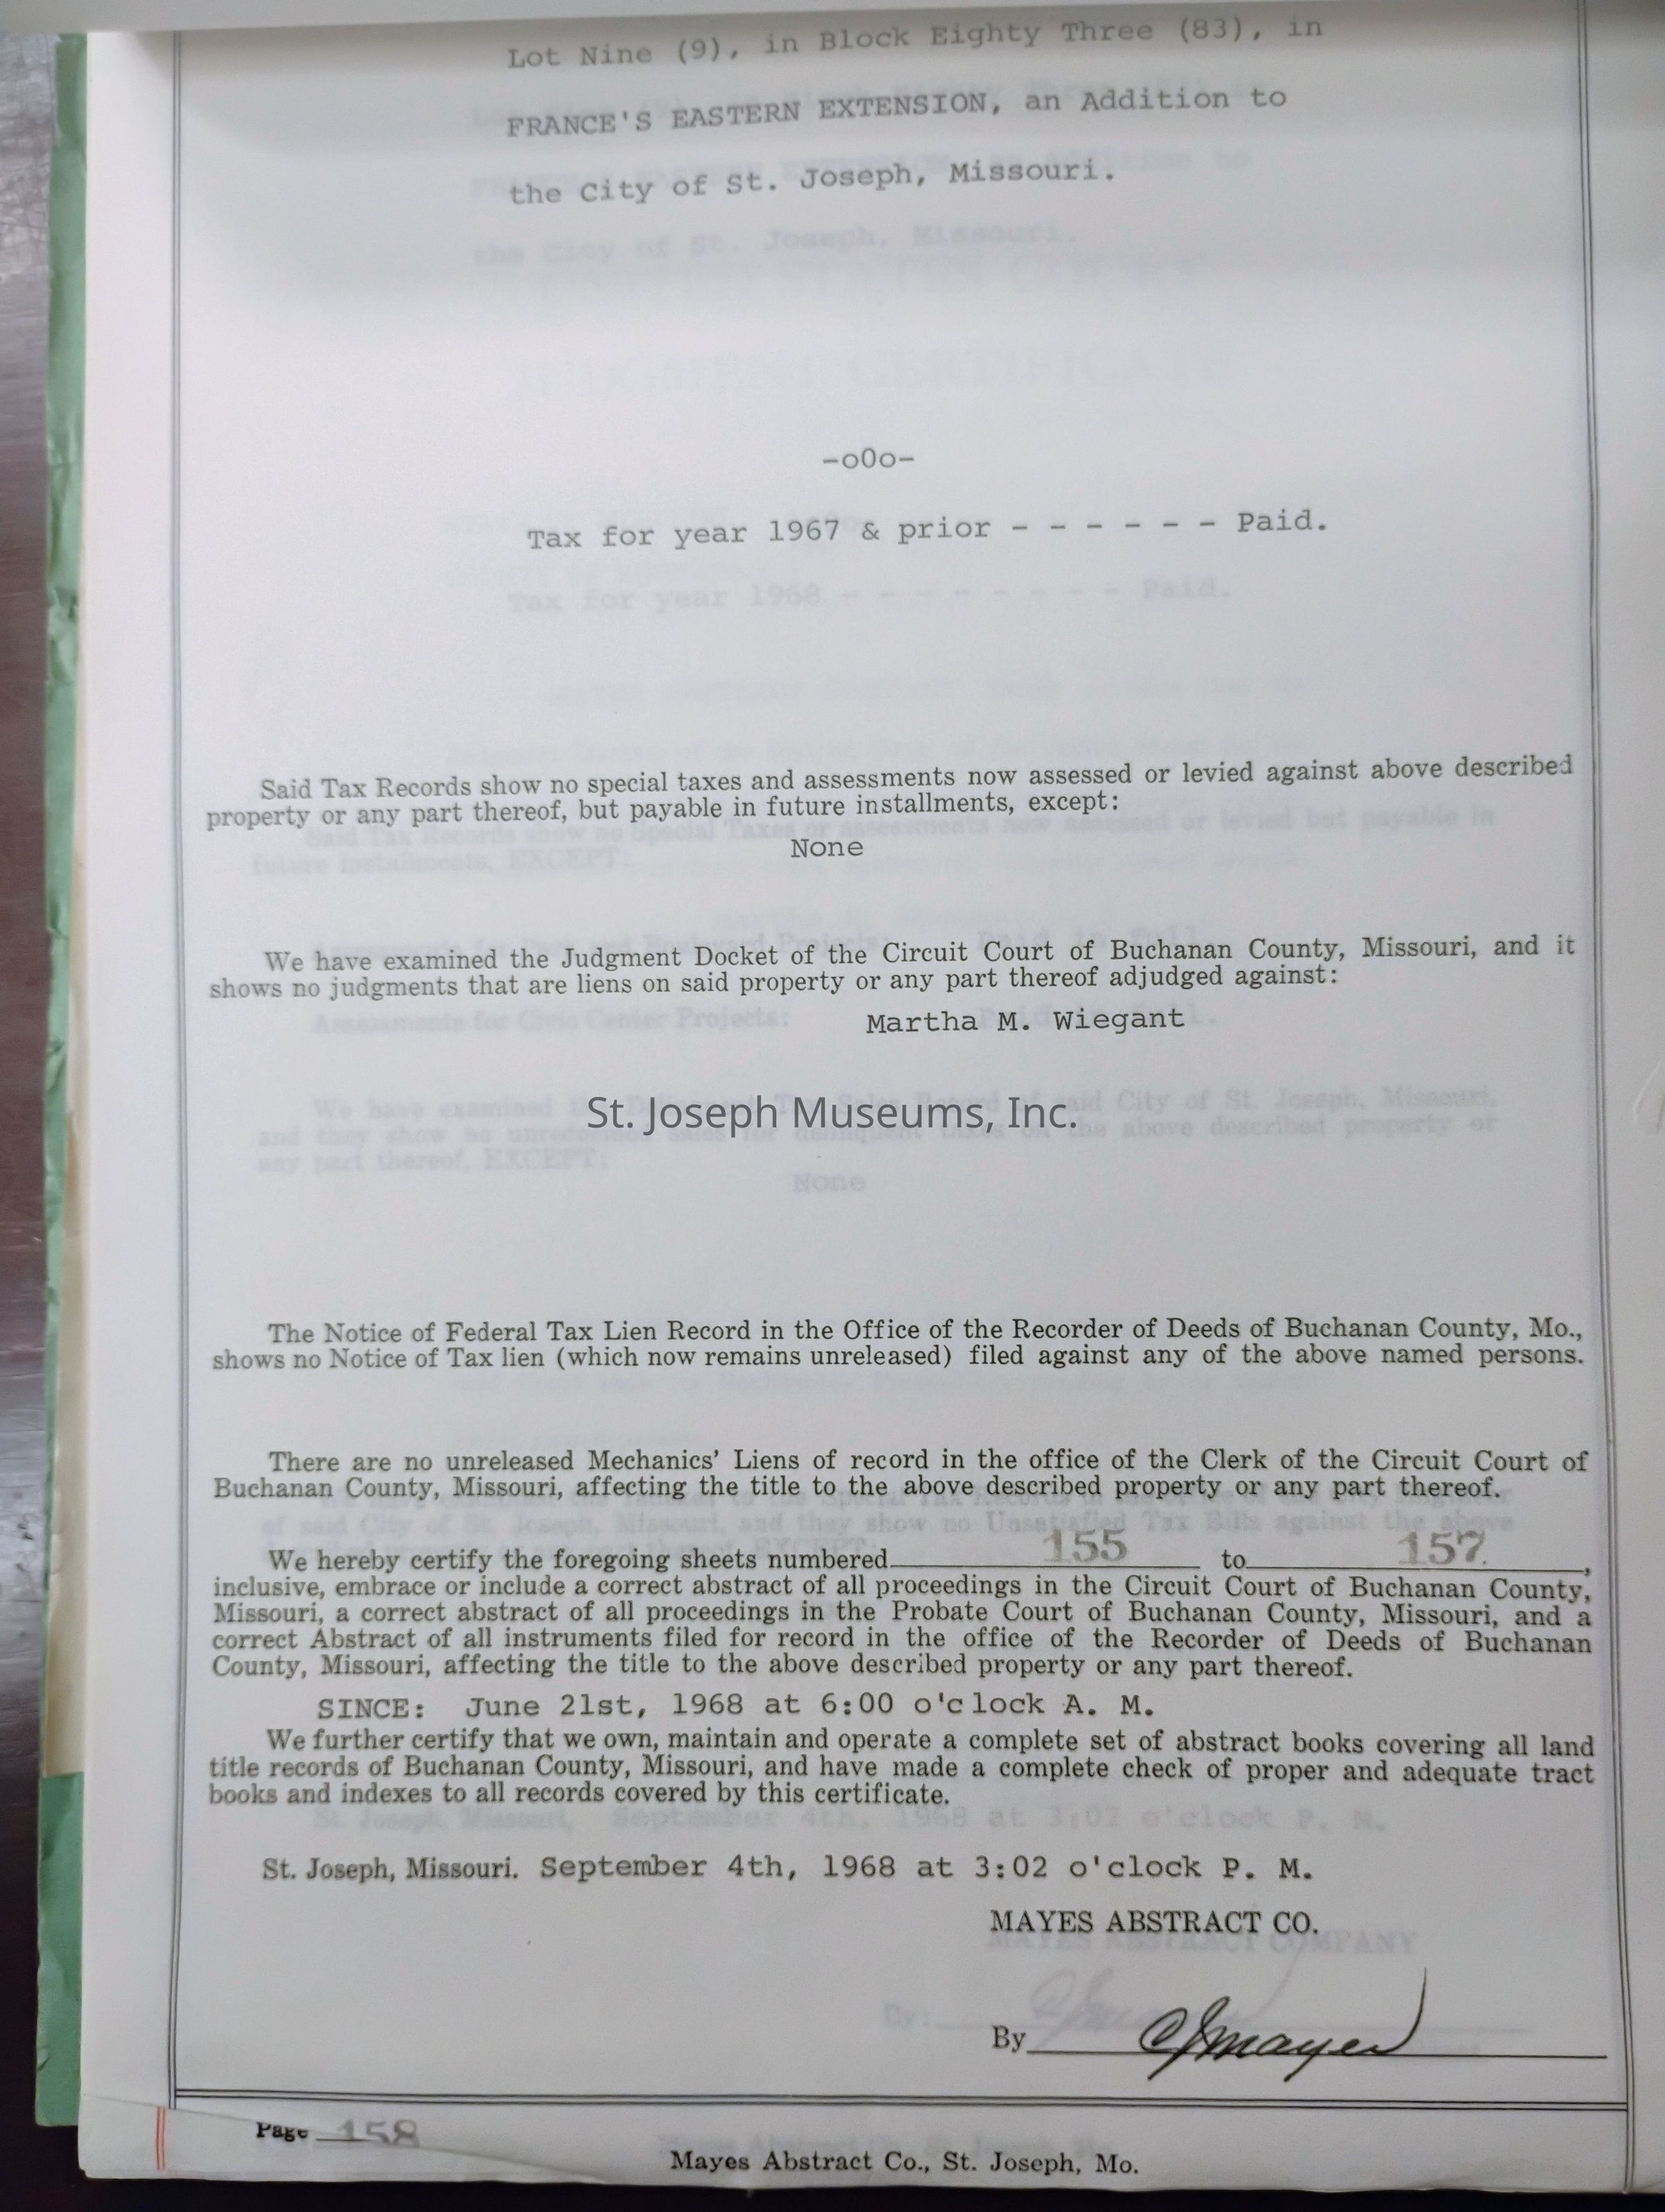 Lot Nine (9), in Block Eighty Three (83), in
FRANCE'S EASTERN EXTENSION, an Addition to
the City of St. Joseph, Missouri.
-o0o-
Tax for year 1967 & prior - - - - - - Paid.
Tax for year 1968 - - - - - - - - Paid.
Said Tax Records show no special taxes and assessments now assessed or levied against above described
property or any part thereof, but payable in future installments, except:
None
We have examined the Judgment Docket of the Circuit Court of Buchanan County, Missouri, and it
shows no judgments that are liens on said property or any part thereof adjudged against:
Martha M. Wiegant
St. Joseph Museums, Inc.
The Notice of Federal Tax Lien Record in the Office of the Recorder of Deeds of Buchanan County, Mo.,
shows no Notice of Tax lien (which now remains unreleased) filed against any of the above named persons.
There are no unreleased Mechanics' Liens of record in the office of the Clerk of the Circuit Court of
Buchanan County, Missouri, affecting the title to the above described property or any part thereof.
We hereby certify the foregoing sheets numbered 155 to 157,
inclusive, embrace or include a correct abstract of all proceedings in the Circuit Court of Buchanan County,
Missouri, a correct abstract of all proceedings in the Probate Court of Buchanan County, Missouri, and a
correct Abstract of all instruments filed for record in the office of the Recorder of Deeds of Buchanan
County, Missouri, affecting the title to the above described property or any part thereof.
SINCE: June 21st, 1968 at 6:00 o'clock A. M.
We further certify that we own, maintain and operate a complete set of abstract books covering all land
title records of Buchanan County, Missouri, and have made a complete check of proper and adequate tract
books and indexes to all records covered by this certificate.
St. Joseph, Missouri. September 4th, 1968 at 3:02 o'clock P. M.
MAYES ABSTRACT CO.
By CJMayes
Page 158
Mayes Abstract Co., St. Joseph, Mo.